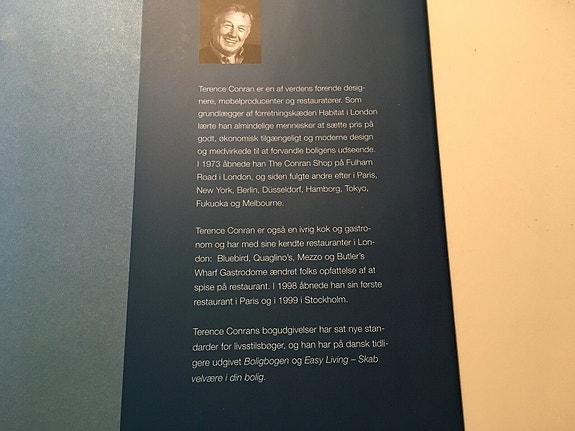 Terence Conran er en af verdens førende desig-
nere, møbelproducenter og restauratører. Som
grundlægger af forretningskæden Habitat i London
lærte han almindelige mennesker at sætte pris på
godt, økonomisk tilgængeligt og moderne design
og medvirkede til at forvandle boligens udseende.
I 1973 åbnede han The Conran Shop på Fulham
Road i London, og siden fulgte andre efter i Paris,
New York, Berlin, Düsseldorf, Hamborg, Tokyo,
Fukuoka og Melbourne.
Terence Conran er også en ivrig kok og gastro-
nom og har med sine kendte restauranter i Lon-
don: Bluebird, Quaglino's, Mezzo og Butler's
Wharf Gastrodome ændret folks opfattelse af at
spise på restaurant. I 1998 åbnede han sin første
restaurant i Paris og i 1999 i Stockholm.
Terence Conrans bogudgivelser har sat nye stan-
darder for livsstilsbøger, og han har på dansk tidli-
gere udgivet Boligbogen og Easy Living – Skab
velvære i din bolig.